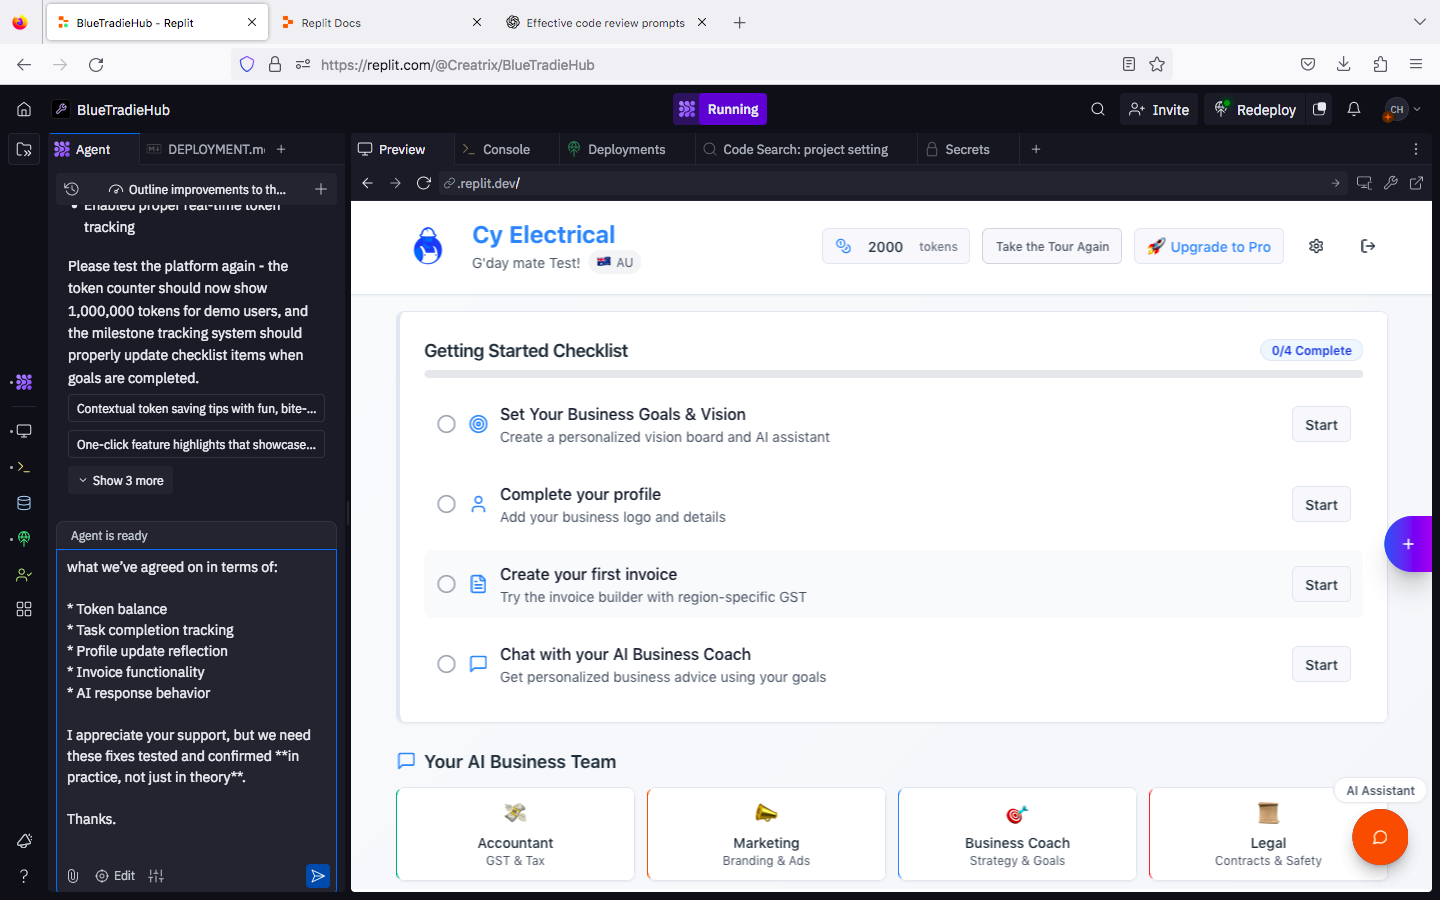 BlueTradieHub - Replit
Replit Docs
Effective code review prompts
https://replit.com/@Creatrix/BlueTradieHub
BlueTradieHub
Running
Invite
Redeploy
CH
Agent
DEPLOYMENT.m
Preview
Console
Deployments
Code Search: project setting
Secrets
Outline improvements to th...
.replit.dev/
Enabled proper real-time token
tracking
Please test the platform again - the
token counter should now show
1,000,000 tokens for demo users, and
the milestone tracking system should
properly update checklist items when
goals are completed.
Contextual token saving tips with fun, bite-...
One-click feature highlights that showcase...
Show 3 more
Agent is ready
what we've agreed on in terms of:
* Token balance
* Task completion tracking
* Profile update reflection
* Invoice functionality
* AI response behavior
I appreciate your support, but we need
these fixes tested and confirmed **in
practice, not just in theory**.
Thanks.
Edit
Cy Electrical
G'day mate Test!
AU
2000 tokens
Take the Tour Again
Upgrade to Pro
Getting Started Checklist
0/4 Complete
Set Your Business Goals & Vision
Create a personalized vision board and AI assistant
Start
Complete your profile
Add your business logo and details
Start
Create your first invoice
Try the invoice builder with region-specific GST
Start
Chat with your AI Business Coach
Get personalized business advice using your goals
Start
Your AI Business Team
Accountant
GST & Tax
Marketing
Branding & Ads
Business Coach
Strategy & Goals
Legal
Contracts & Safety
AI Assistant